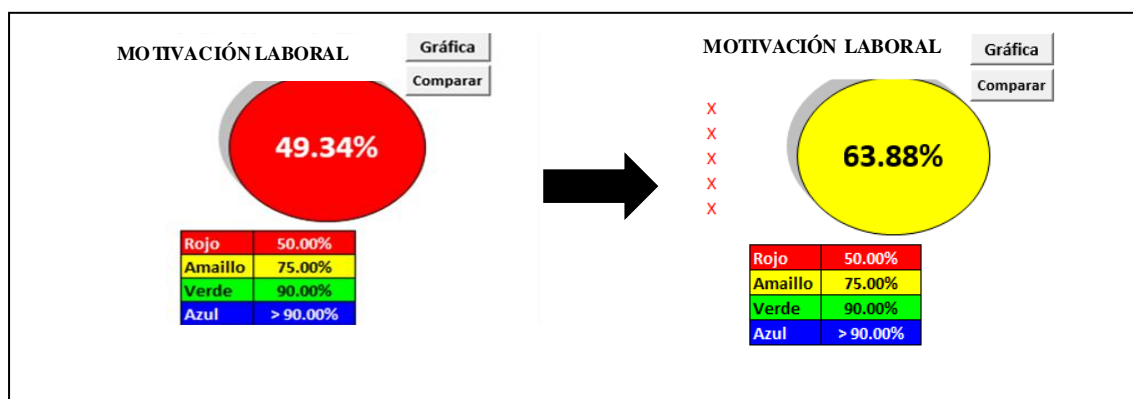 MOTIVACIÓN LABORAL
Gráfica
Comparar
49.34%
Rojo 50.00%
Amaillo 75.00%
Verde 90.00%
Azul > 90.00%
MOTIVACIÓN LABORAL
Gráfica
Comparar
X
X
X
X
X
63.88%
Rojo 50.00%
Amaillo 75.00%
Verde 90.00%
Azul > 90.00%